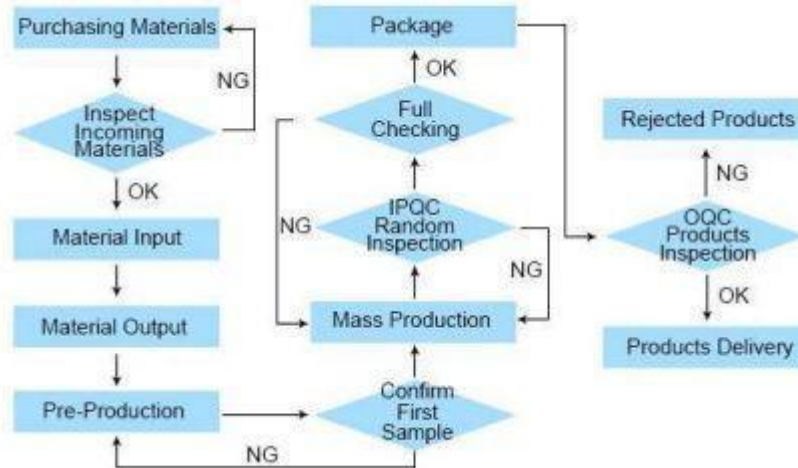 Purchasing Materials
NG
Inspect
Incoming
Materials
OK
Material Input
Material Output
Pre-Production
NG
Confirm
First
Sample
Mass Production
NG
IPQC
Random
Inspection
NG
Full
Checking
OK
Package
OQC
Products
Inspection
NG
Rejected Products
OK
Products Delivery